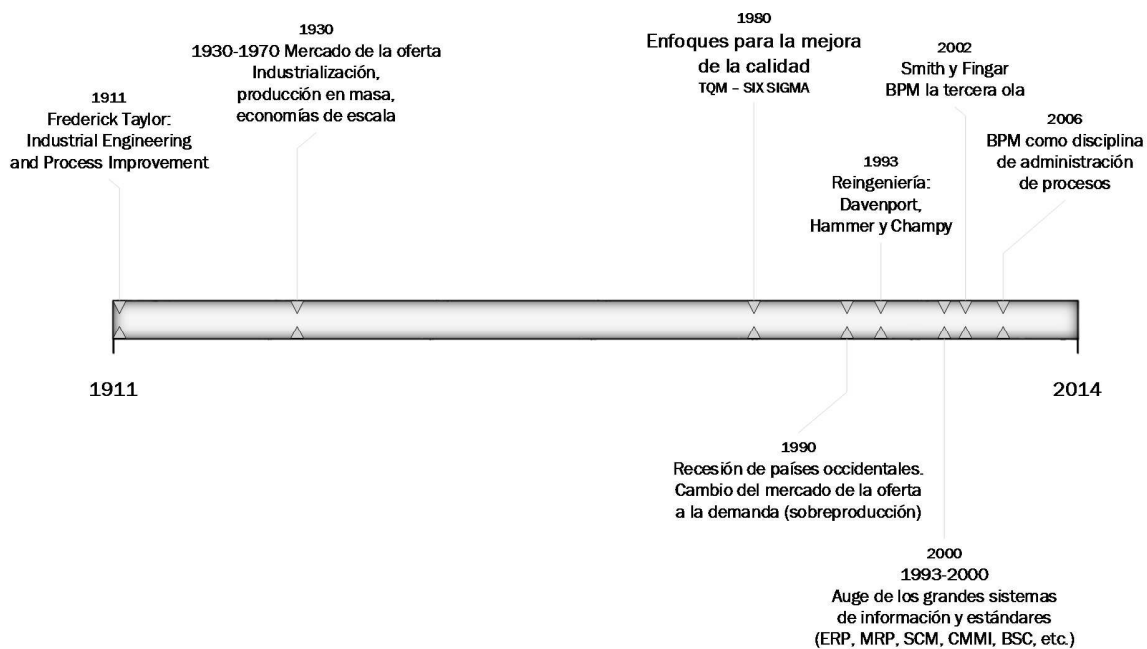 1911
Frederick Taylor:
Industrial Engineering
and Process Improvement
1930
1930-1970 Mercado de la oferta
Industrialización,
producción en masa,
economías de escala
1980
Enfoques para la mejora
de la calidad
TQM – SIX SIGMA
1993
Reingeniería:
Davenport,
Hammer y Champy
2002
Smith y Fingar
BPM la tercera ola
2006
BPM como disciplina
de administración
de procesos
1911
2014
1990
Recesión de países occidentales.
Cambio del mercado de la oferta
a la demanda (sobreproducción)
2000
1993-2000
Auge de los grandes sistemas
de información y estándares
(ERP, MRP, SCM, CMMI, BSC, etc.)